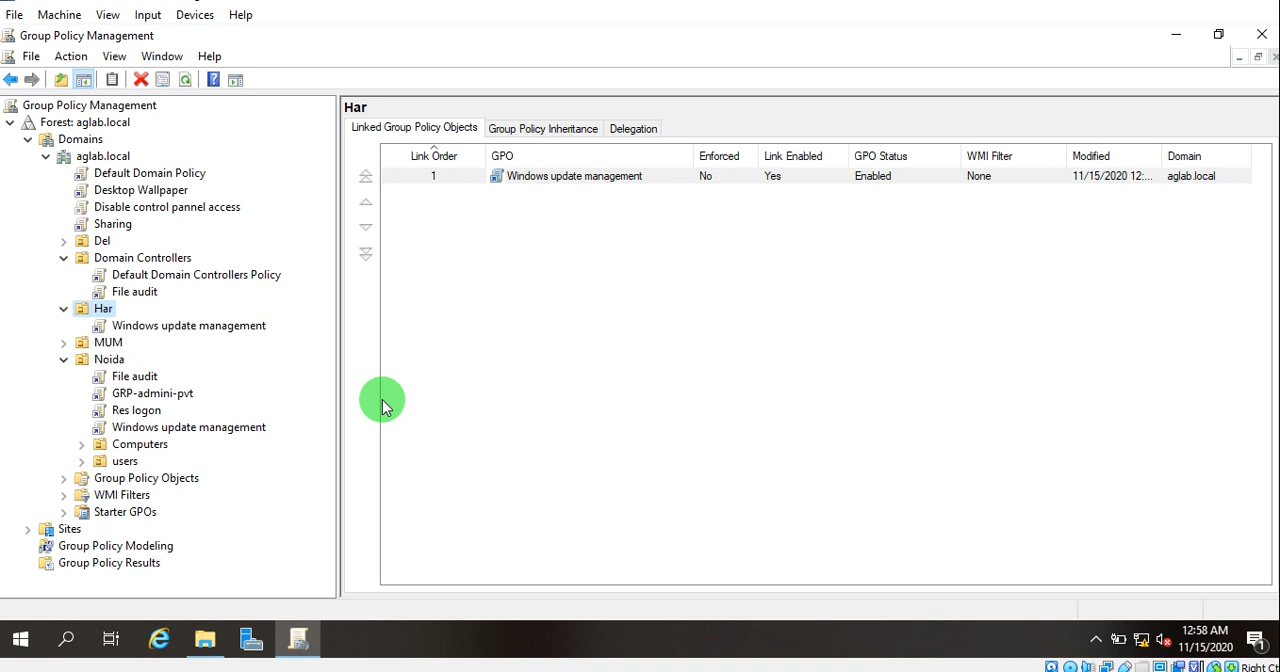 File Machine View Input Devices Help
Group Policy Management
File Action View Window Help
Group Policy Management
Forest: aglab.local
Domains
aglab.local
Default Domain Policy
Desktop Wallpaper
Disable control pannel access
Sharing
Del
Domain Controllers
Default Domain Controllers Policy
File audit
Har
Windows update management
MUM
Noida
File audit
GRP-admini-pvt
Res logon
Windows update management
Computers
users
Group Policy Objects
WMI Filters
Starter GPOs
Sites
Group Policy Modeling
Group Policy Results
Har
Linked Group Policy Objects Group Policy Inheritance Delegation
Link Order GPO Enforced Link Enabled GPO Status WMI Filter Modified Domain
1 Windows update management No Yes Enabled None 11/15/2020 12:... aglab.local
12:58 AM
11/15/2020
1
Right Ct